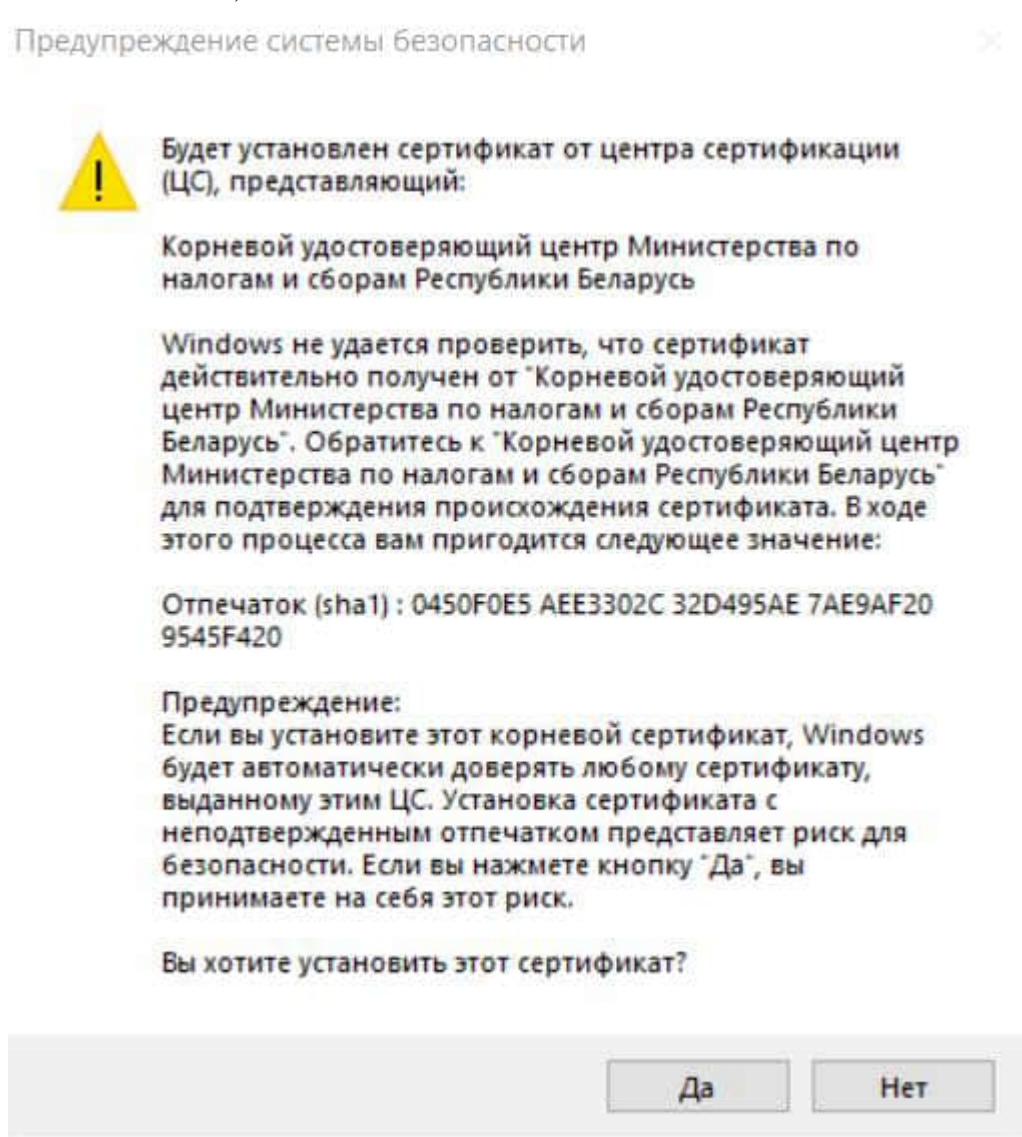 Предупреждение системы безопасности
Будет установлен сертификат от центра сертификации
(ЦС), представляющий:
Корневой удостоверяющий центр Министерства по
налогам и сборам Республики Беларусь
Windows не удается проверить, что сертификат
действительно получен от "Корневой удостоверяющий
центр Министерства по налогам и сборам Республики
Беларусь". Обратитесь к "Корневой удостоверяющий центр
Министерства по налогам и сборам Республики Беларусь"
для подтверждения происхождения сертификата. В ходе
этого процесса вам пригодится следующее значение:
Отпечаток (sha1) : 0450F0E5 AEE3302C 32D495AE 7AE9AF20
9545F420
Предупреждение:
Если вы установите этот корневой сертификат, Windows
будет автоматически доверять любому сертификату,
выданному этим ЦС. Установка сертификата с
неподтвержденным отпечатком представляет риск для
безопасности. Если вы нажмете кнопку "Да", вы
принимаете на себя этот риск.
Вы хотите установить этот сертификат?
Да
Нет